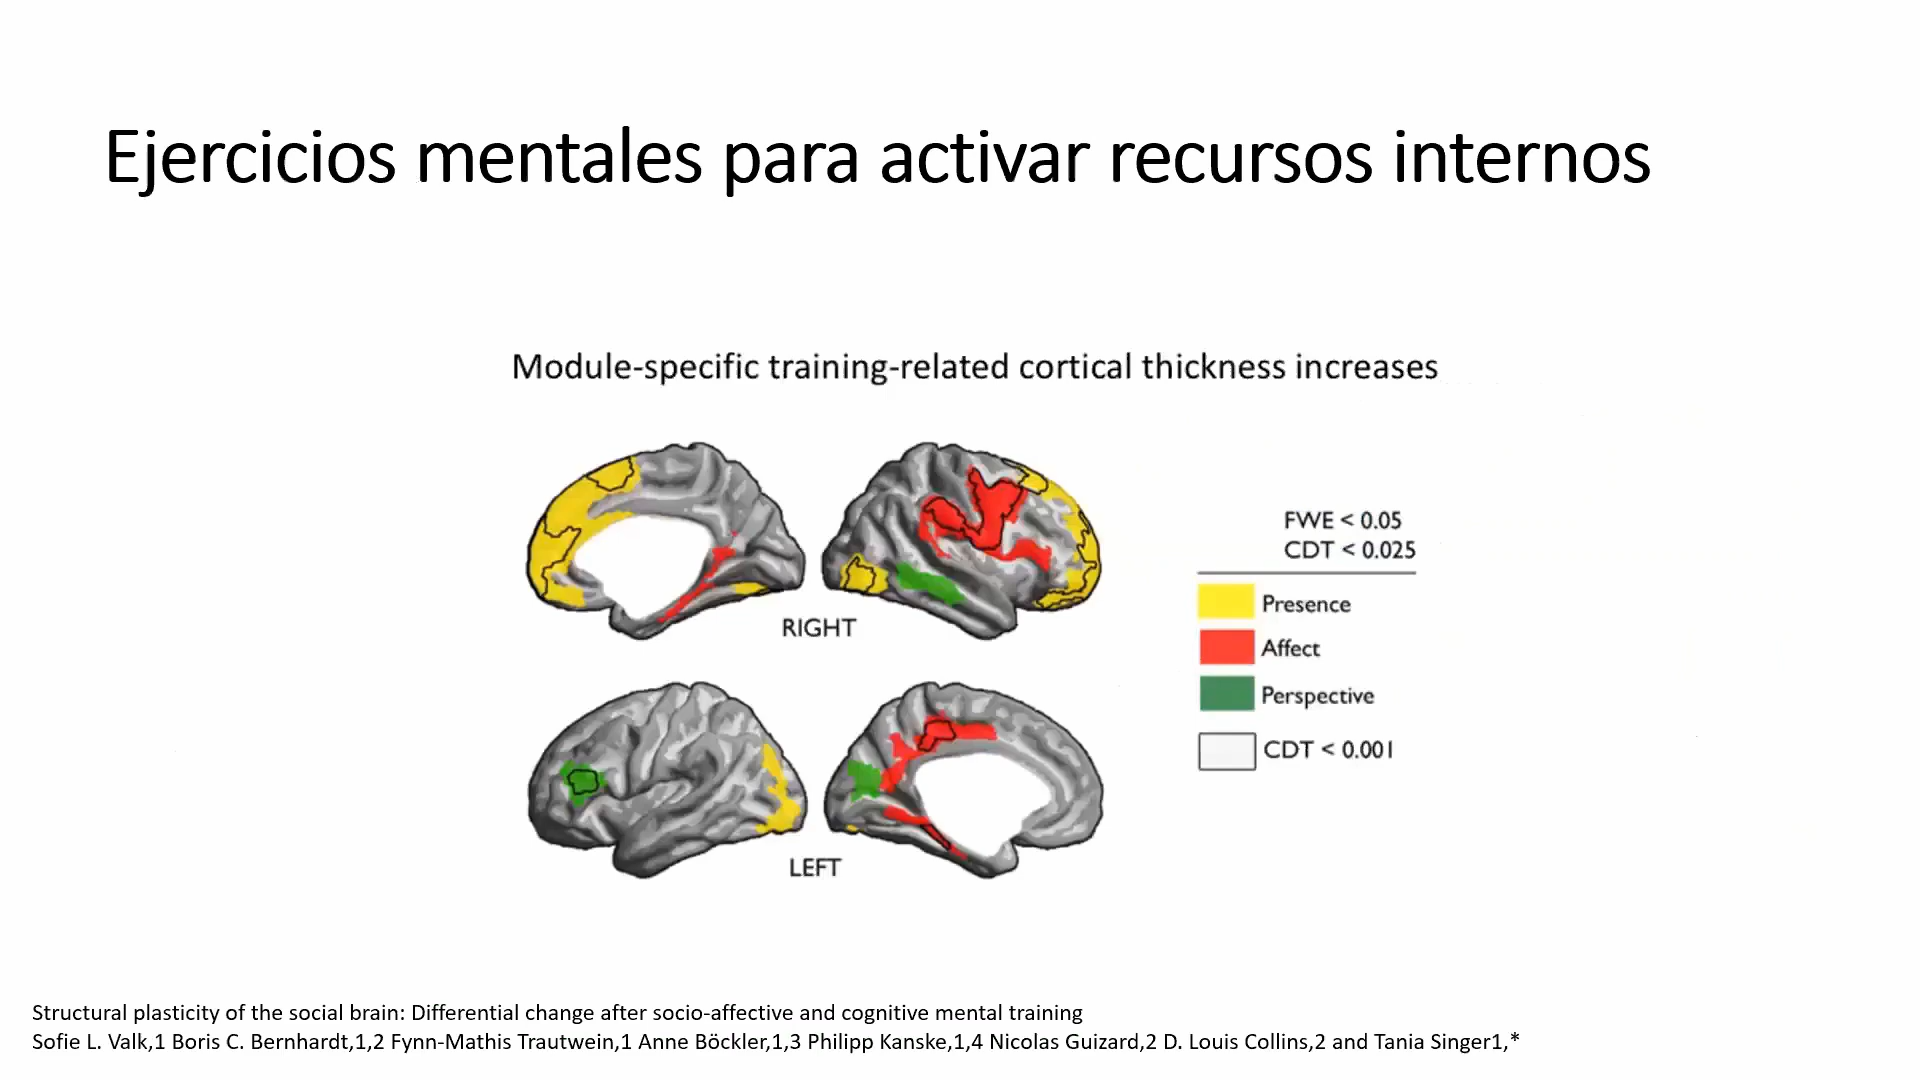 Ejercicios mentales para activar recursos internos
Module-specific training-related cortical thickness increases
FWE < 0.05
CDT < 0.025
Presence
RIGHT
Affect
Perspective
CDT < 0.001
LEFT
Structural plasticity of the social brain: Differential change after socio-affective and cognitive mental training
Sofie L. Valk,1 Boris C. Bernhardt,1,2 Fynn-Mathis Trautwein,1 Anne Böckler,1,3 Philipp Kanske,1,4 Nicolas Guizard,2 D. Louis Collins,2 and Tania Singer1,*